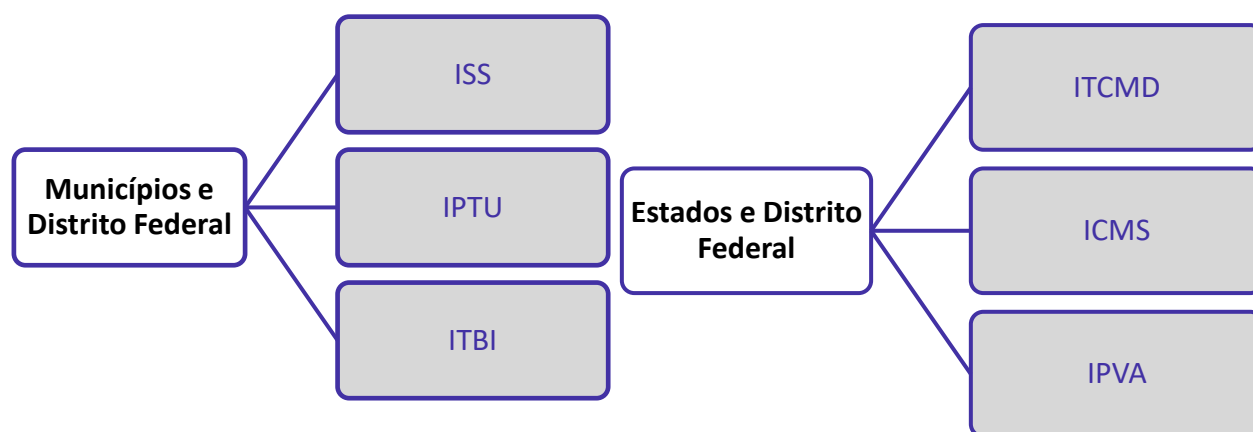 Municípios e
Distrito Federal
ISS
IPTU
ITBI
Estados e Distrito
Federal
ITCMD
ICMS
IPVA